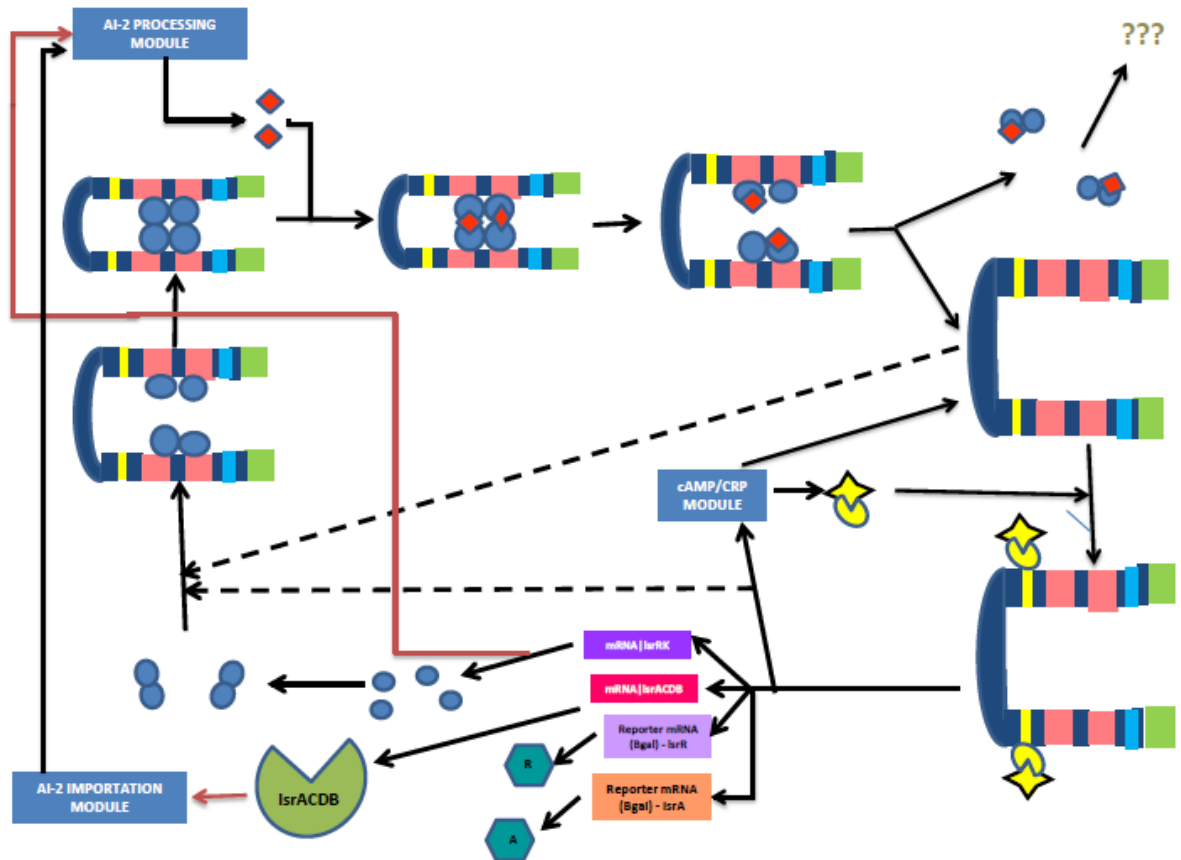 AI-2 PROCESSING
MODULE
???
cAMP/CRP
MODULE
mRNA|lsrRK
mRNA|lsrACDB
Reporter mRNA
(Bgal) - lsrR
R
Reporter mRNA
(Bgal) - lsrA
A
lsrACDB
AI-2 IMPORTATION
MODULE